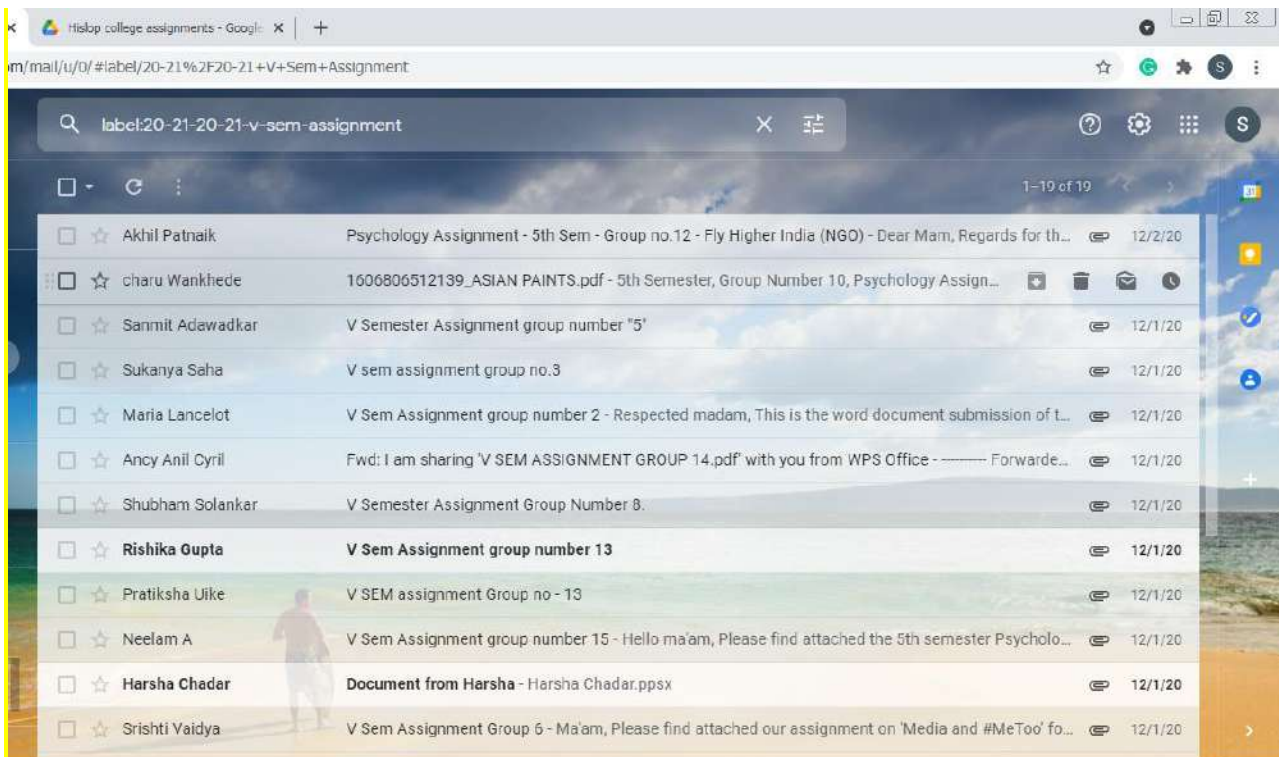 Hislop college assignments - Google
om/mail/u/0/#label/20-21%2F20-21+V+Sem+Assignment
S
label:20-21-20-21-v-sem-assignment
S
1–19 of 19
31
Akhil Patnaik Psychology Assignment - 5th Sem - Group no.12 - Fly Higher India (NGO) - Dear Mam, Regards for th... 12/2/20
charu Wankhede 1606806512139_ASIAN PAINTS.pdf - 5th Semester, Group Number 10, Psychology Assign...
Sanmit Adawadkar V Semester Assignment group number "5" 12/1/20
Sukanya Saha V sem assignment group no.3 12/1/20
Maria Lancelot V Sem Assignment group number 2 - Respected madam, This is the word document submission of t... 12/1/20
Ancy Anil Cyril Fwd: I am sharing 'V SEM ASSIGNMENT GROUP 14.pdf' with you from WPS Office - ---------- Forwarde... 12/1/20
Shubham Solankar V Semester Assignment Group Number 8. 12/1/20
Rishika Gupta V Sem Assignment group number 13 12/1/20
Pratiksha Uike V SEM assignment Group no - 13 12/1/20
Neelam A V Sem Assignment group number 15 - Hello ma'am, Please find attached the 5th semester Psycholo... 12/1/20
Harsha Chadar Document from Harsha - Harsha Chadar.ppsx 12/1/20
Srishti Vaidya V Sem Assignment Group 6 - Ma'am, Please find attached our assignment on 'Media and #MeToo' fo... 12/1/20